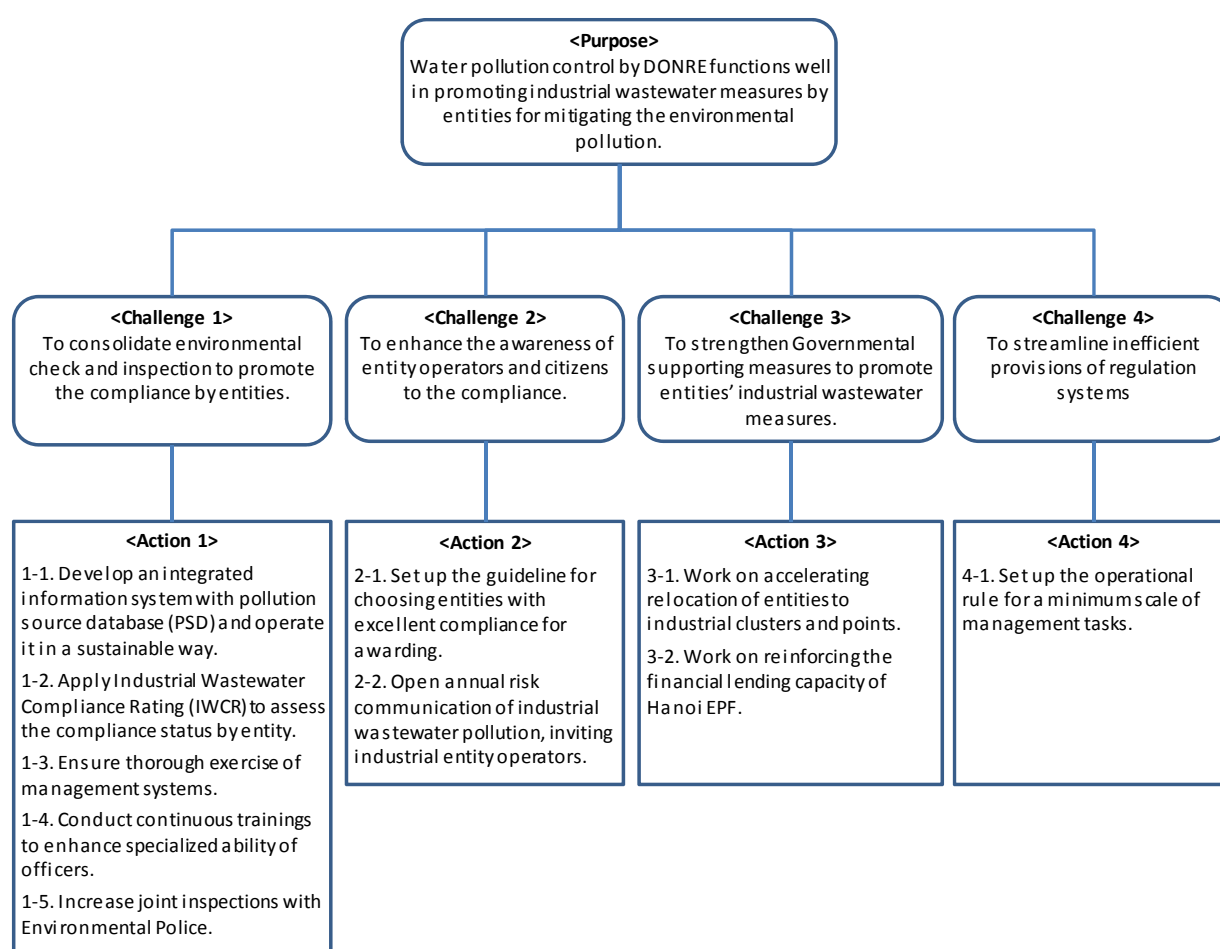 <Purpose>
Water pollution control by DONRE functions well
in promoting industrial wastewater measures by
entities for mitigating the environmental
pollution.
<Challenge 1>
To consolidate environmental
check and inspection to promote
the compliance by entities.
<Challenge 2>
To enhance the awareness of
entity operators and citizens
to the compliance.
<Challenge 3>
To strengthen Governmental
supporting measures to promote
entities’ industrial wastewater
measures.
<Challenge 4>
To streamline inefficient
provisions of regulation
systems
<Action 1>
1-1. Develop an integrated
information system with pollution
source database (PSD) and operate
it in a sustainable way.
1-2. Apply Industrial Wastewater
Compliance Rating (IWCR) to assess
the compliance status by entity.
1-3. Ensure thorough exercise of
management systems.
1-4. Conduct continuous trainings
to enhance specialized ability of
officers.
1-5. Increase joint inspections with
Environmental Police.
<Action 2>
2-1. Set up the guideline for
choosing entities with
excellent compliance for
awarding.
2-2. Open annual risk
communication of industrial
wastewater pollution, inviting
industrial entity operators.
<Action 3>
3-1. Work on accelerating
relocation of entities to
industrial clusters and points.
3-2. Work on reinforcing the
financial lending capacity of
Hanoi EPF.
<Action 4>
4-1. Set up the operational
rule for a minimum scale of
management tasks.